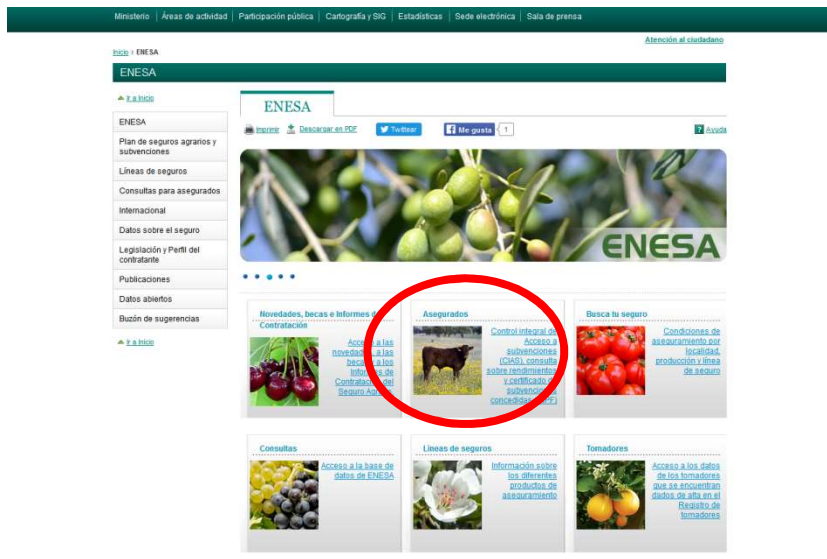 Ministerio | Áreas de actividad | Participación pública | Cartografía y SIG | Estadísticas | Sede electrónica | Sala de prensa
Atención al ciudadano
Inicio > ENESA
ENESA
Ir a Inicio
ENESA
Plan de seguros agrarios y
subvenciones
Líneas de seguros
Consultas para asegurados
Internacional
Datos sobre el seguro
Legislación y Perfil del
contratante
Publicaciones
Datos abiertos
Buzón de sugerencias
Ir a Inicio
ENESA
Imprimir Descargar en PDF Twittear Me gusta 1 ? Ayuda
ENESA
Novedades, becas e Informes de
Contratación
Acceso a las
novedades, a las
becas y a los
Informes de
Contratación del
Seguro
Asegurados
Control integral de
Acceso a
subvenciones
(CIAS), consulta
sobre rendimientos
y certificado de
subvenciones
concedidas
Busca tu seguro
Condiciones de
aseguramiento por
localidad,
producción y línea
de seguro
Consultas
Acceso a la base de
datos de ENESA
Líneas de seguros
Información sobre
los diferentes
productos de
aseguramiento
Tomadores
Acceso a los datos
de los tomadores
que se encuentran
dados de alta en el
Registro de
tomadores